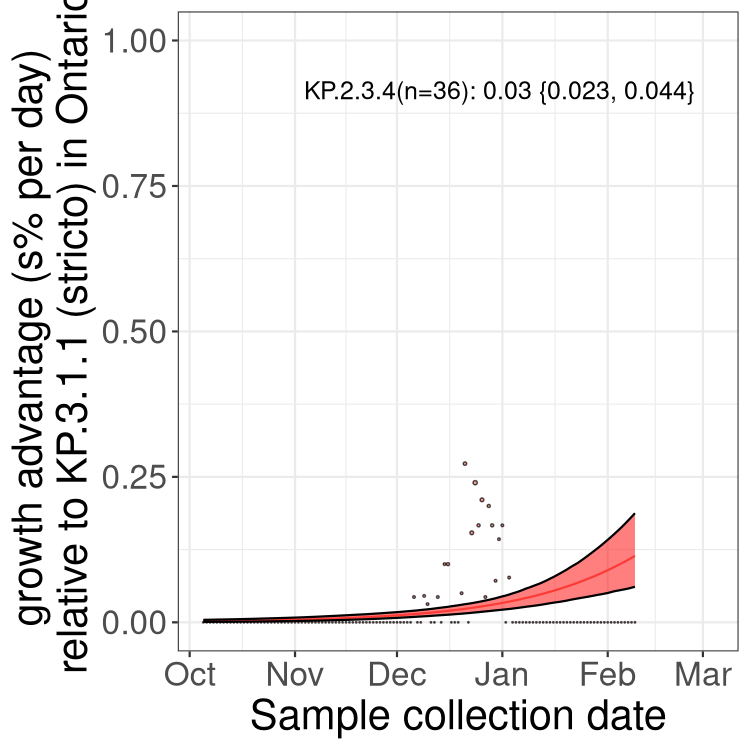 growth advantage (s% per day)
relative to KP.3.1.1 (stricto) in Ontario
1.00
0.75
0.50
0.25
0.00
KP.2.3.4(n=36): 0.03 {0.023, 0.044}
Oct Nov Dec Jan Feb Mar
Sample collection date